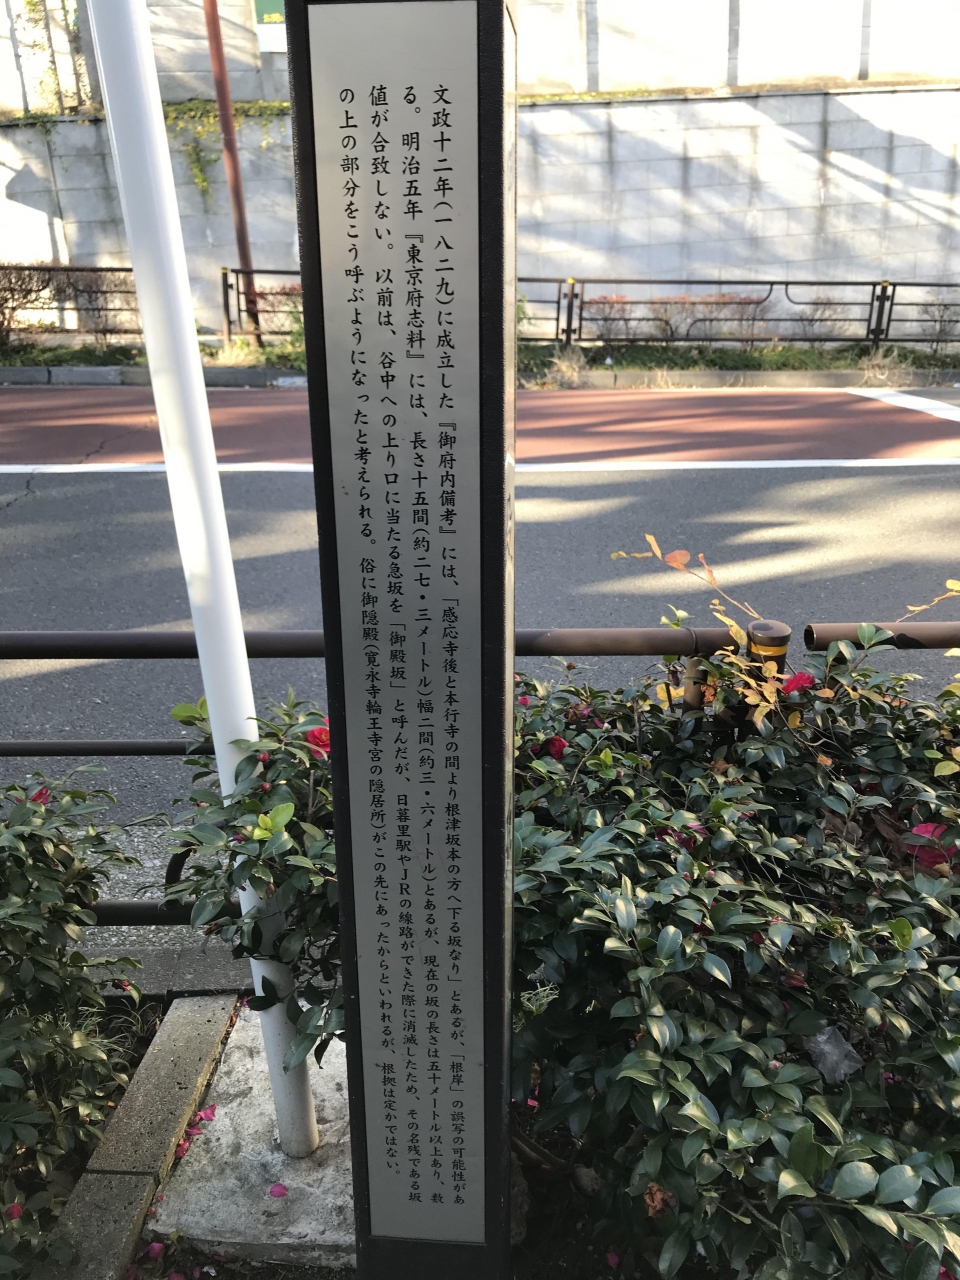 文政十二年(一八二九)に成立した『御府内備考』には、「感応寺後と本行寺の間より根津坂本の方へ下る坂なり」とあるが、「根岸」の誤写の可能性があ
る。明治五年『東京府志料』には、長さ十五間(約二七・三メートル)幅二間(約三・六メートル)とあるが、現在の坂の長さは五十メートル以上あり、数
値が合致しない。以前は、谷中への上り口に当たる急坂を「御殿坂」と呼んだが、日暮里駅やJRの線路ができた際に消滅したため、その名残である坂
の上の部分をこう呼ぶようになったと考えられる。俗に御隠殿(寛永寺輪王寺宮の隠居所)がこの先にあったからといわれるが、根拠は定かではない。